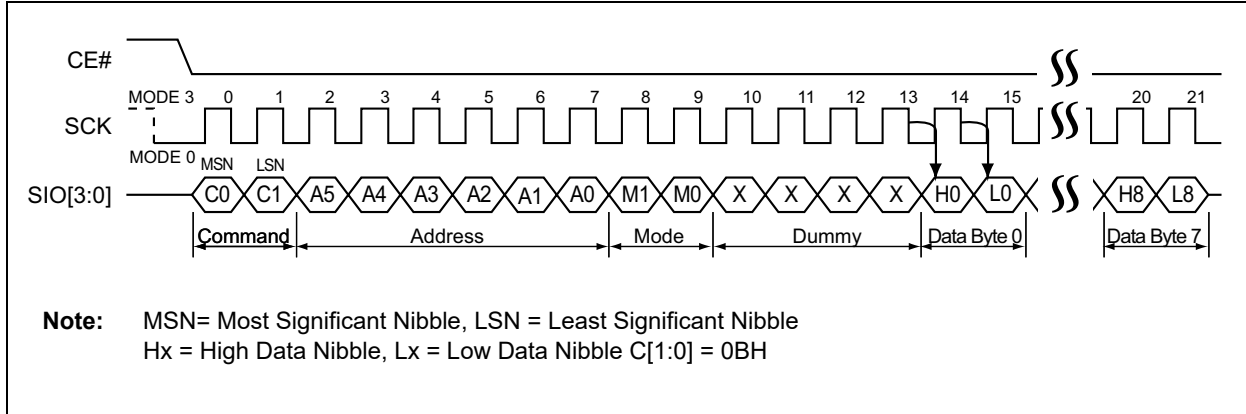 CE#
MODE 3 0 1 2 3 4 5 6 7 8 9 10 11 12 13 14 15 20 21
SCK
MODE 0
MSN LSN
SIO[3:0] C0 C1 A5 A4 A3 A2 A1 A0 M1 M0 X X X X H0 L0 H8 L8
Command Address Mode Dummy Data Byte 0 Data Byte 7
Note: MSN= Most Significant Nibble, LSN = Least Significant Nibble
Hx = High Data Nibble, Lx = Low Data Nibble C[1:0] = 0BH